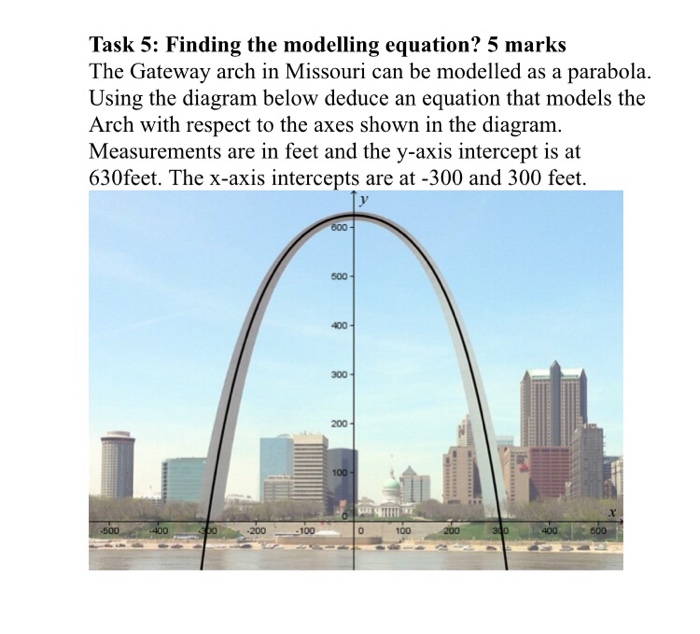 Task 5: Finding the modelling equation? 5 marks
The Gateway arch in Missouri can be modelled as a parabola.
Using the diagram below deduce an equation that models the
Arch with respect to the axes shown in the diagram.
Measurements are in feet and the y-axis intercept is at
630feet. The x-axis intercepts are at -300 and 300 feet.
y
600
500
400
300
200
100
0
x
-500 -400 -300 -200 -100 0 100 200 300 400 500